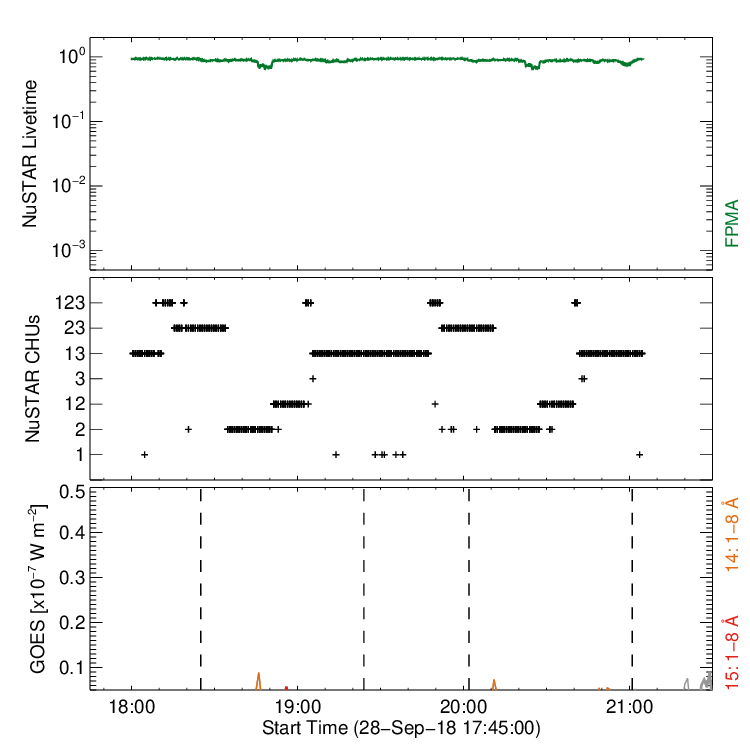 NuSTAR Livetime
10⁰
10⁻¹
10⁻²
10⁻³
FPMA
NuSTAR CHUs
123
23
13
3
12
2
1
GOES [x10⁻⁷ W m⁻²]
0.5
0.4
0.3
0.2
0.1
14: 1−8 Å
15: 1−8 Å
18:00
19:00
20:00
21:00
Start Time (28−Sep−18 17:45:00)